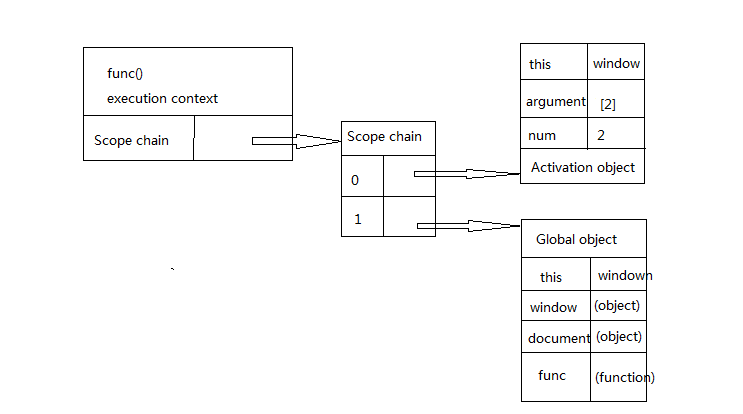 func()
execution context
Scope chain
Scope chain
0
1
this window
argument [2]
num 2
Activation object
Global object
this windown
window (object)
document (object)
func (function)